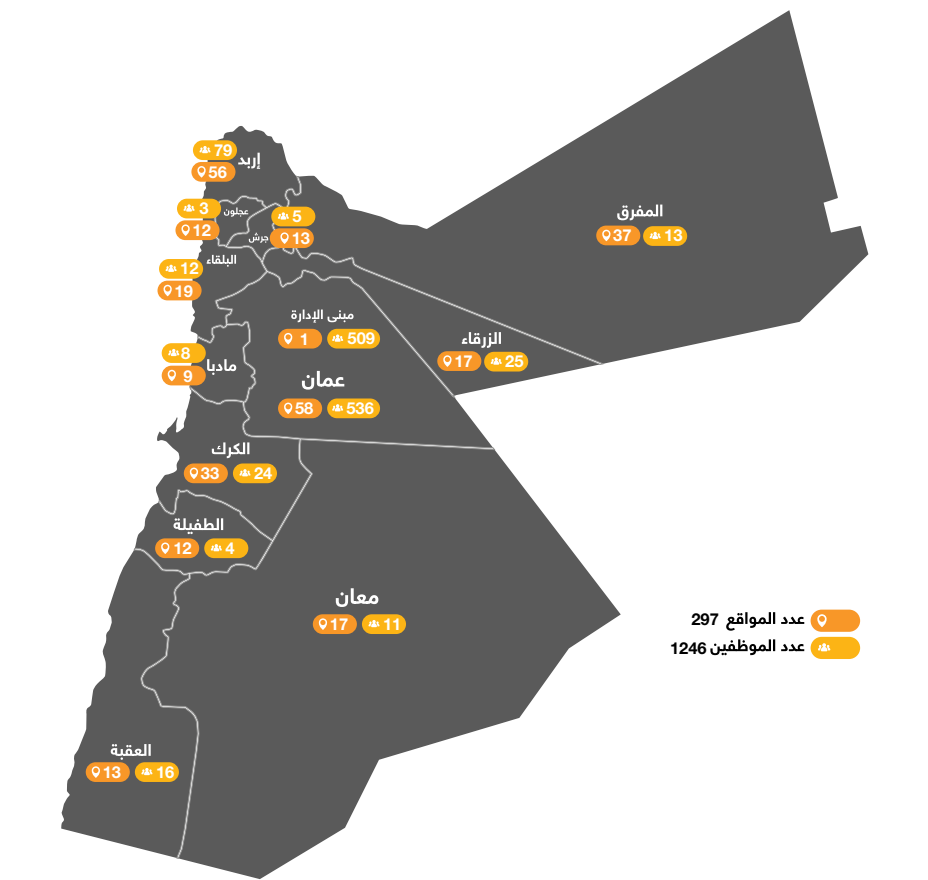 79
إربد
56
3
عجلون
5
12
جرش
13
المفرق
37 13
البلقاء
12
19
مبنى الإدارة
1 509
الزرقاء
17 25
8
مادبا
9
عمان
58 536
الكرك
33 24
الطفيلة
12 4
معان
17 11
عدد المواقع 297
عدد الموظفين 1246
العقبة
13 16